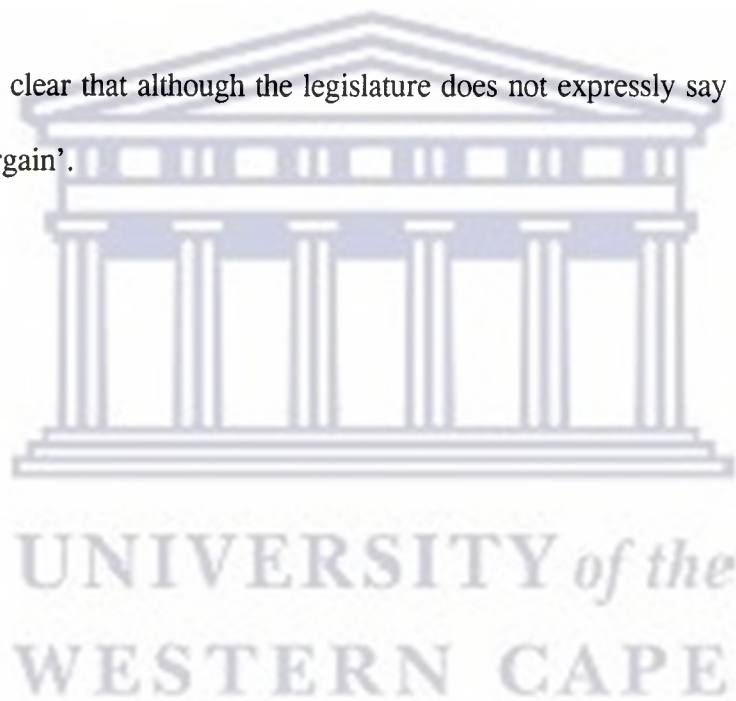 clear that although the legislature does not expressly say
rgain’.
UNIVERSITY of the
WESTERN CAPE